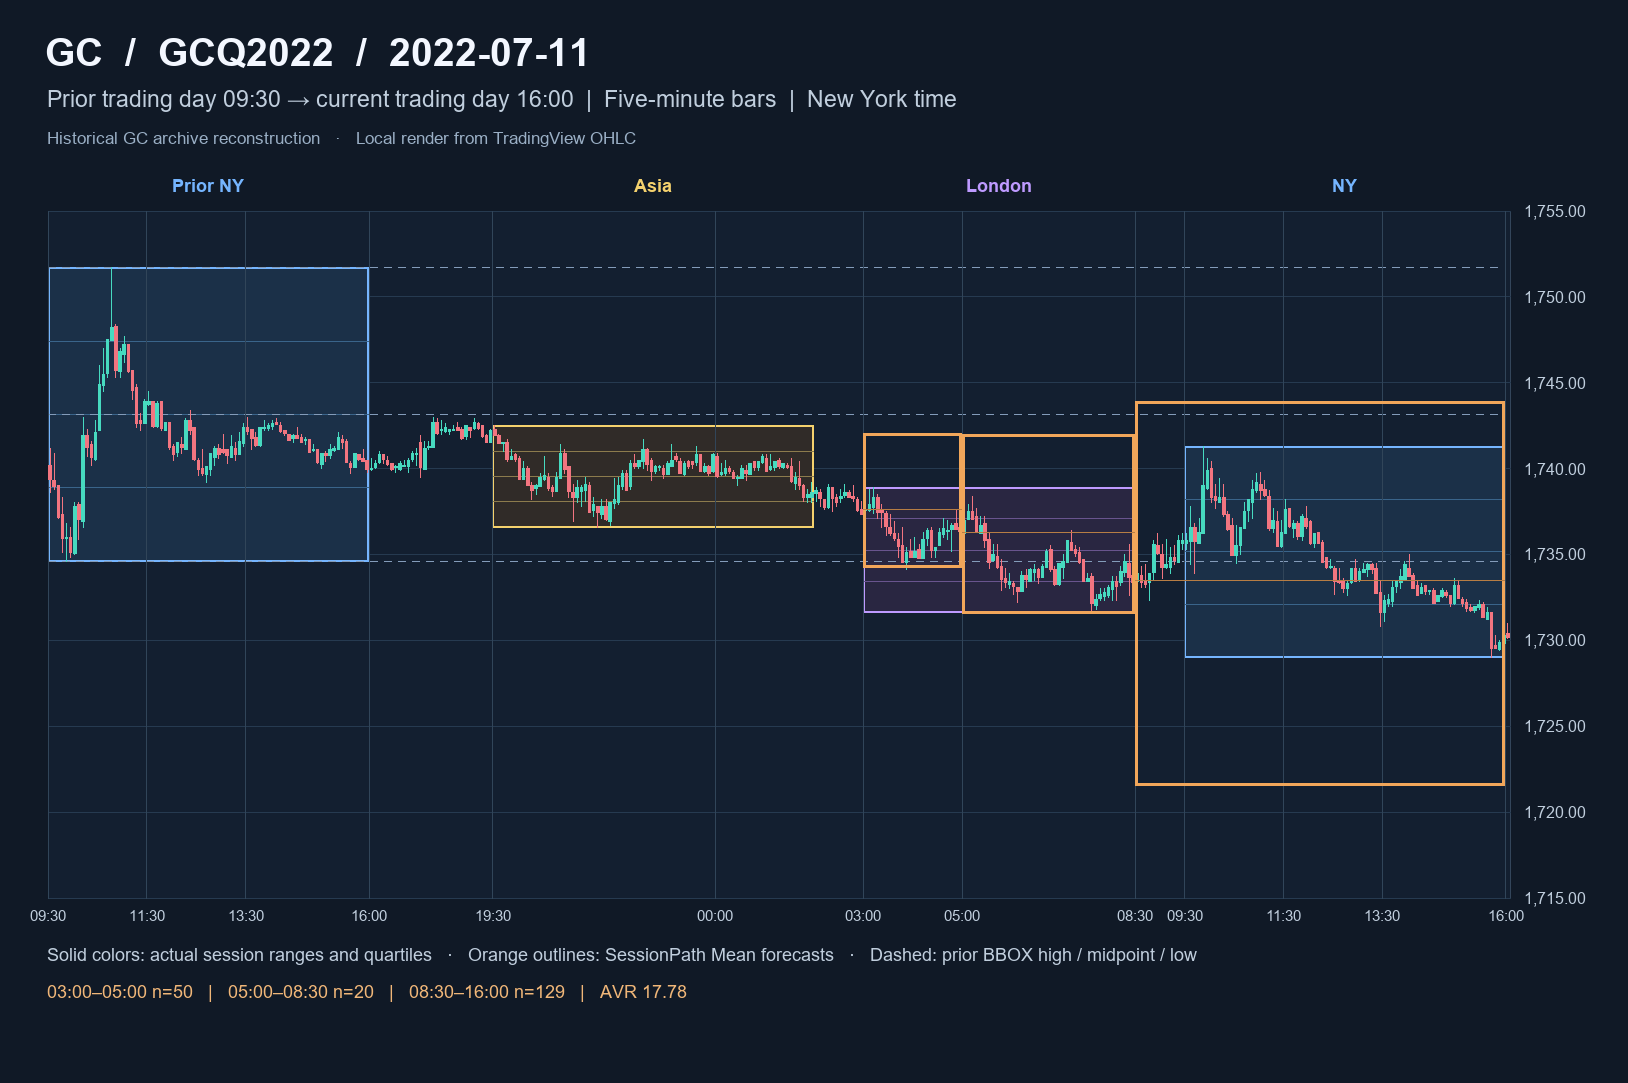 GC / GCQ2022 / 2022-07-11
Prior trading day 09:30 → current trading day 16:00 | Five-minute bars | New York time
Historical GC archive reconstruction · Local render from TradingView OHLC
Prior NY Asia London NY
1,755.00
1,750.00
1,745.00
1,740.00
1,735.00
1,730.00
1,725.00
1,720.00
1,715.00
09:30 11:30 13:30 16:00 19:30 00:00 03:00 05:00 08:30 09:30 11:30 13:30 16:00
Solid colors: actual session ranges and quartiles · Orange outlines: SessionPath Mean forecasts · Dashed: prior BBOX high / midpoint / low
03:00–05:00 n=50 | 05:00–08:30 n=20 | 08:30–16:00 n=129 | AVR 17.78